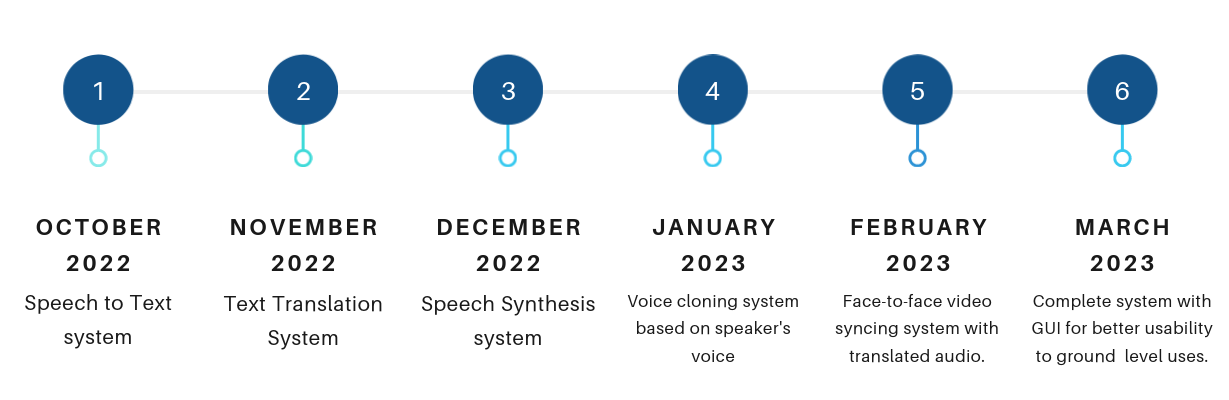 1
2
3
4
5
6
OCTOBER
2022
Speech to Text
system
NOVEMBER
2022
Text Translation
System
DECEMBER
2022
Speech Synthesis
system
JANUARY
2023
Voice cloning system
based on speaker's
voice
FEBRUARY
2023
Face-to-face video
syncing system with
translated audio.
MARCH
2023
Complete system with
GUI for better usability
to ground  level uses.